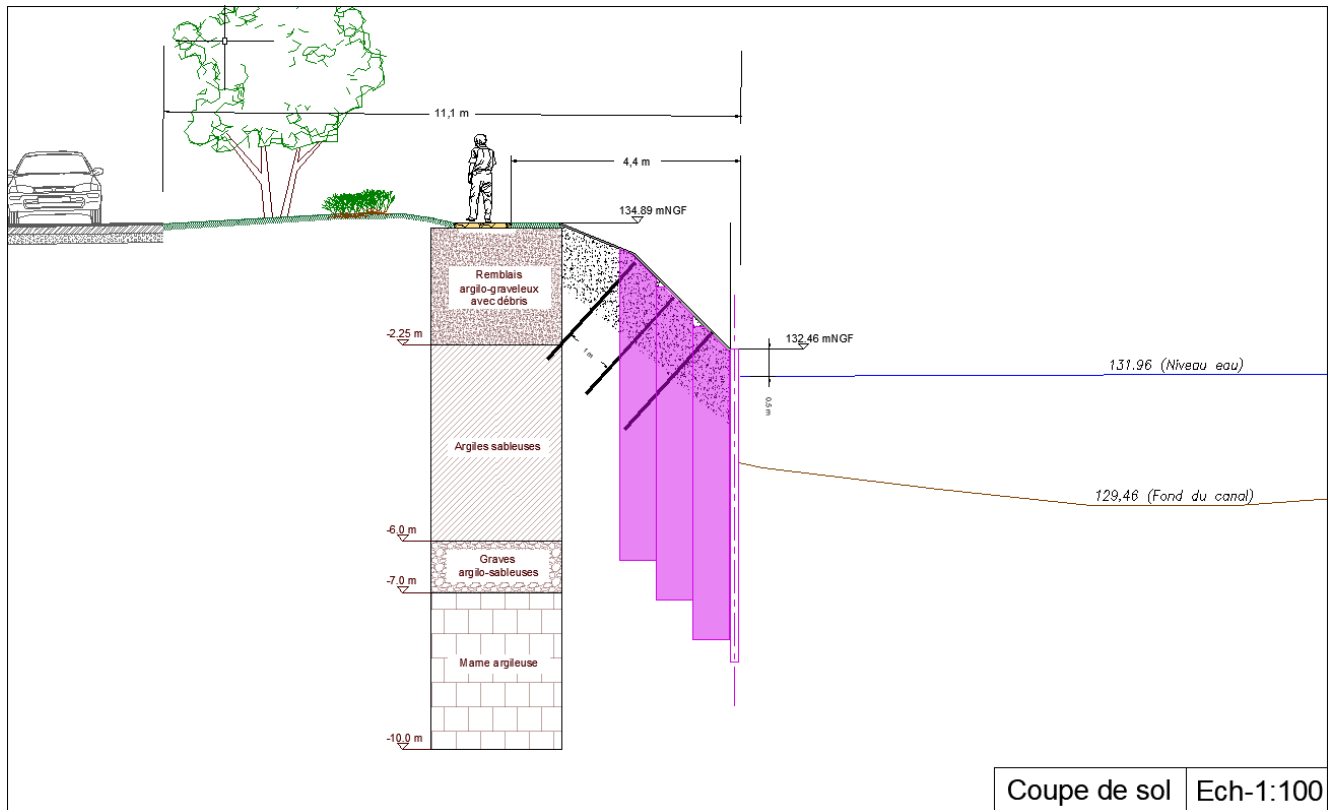 11,1 m
4,4 m
134.89 mNGF
Remblais
argilo-graveleux
avec débris
-2.25 m
1 m
132.46 mNGF
131.96 (Niveau eau)
0,5 m
Argiles sableuses
129,46 (Fond du canal)
-6.0 m
Graves
argilo-sableuses
-7.0 m
Marne argileuse
-10.0 m
Coupe de sol
Ech-1:100